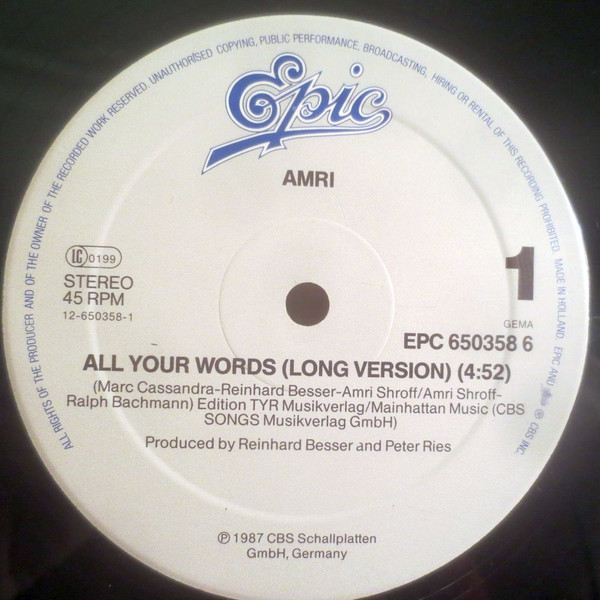 ALL RIGHTS OF THE PRODUCER AND OF THE OWNER OF THE RECORDED WORK RESERVED. UNAUTHORISED COPYING, PUBLIC PERFORMANCE, BROADCASTING, HIRING OR RENTAL OF THIS RECORDING PROHIBITED. MADE IN HOLLAND. EPIC AND ® CBS INC.
Epic
AMRI
LC 0199
STEREO
45 RPM
12-650358-1
1
GEMA
EPC 650358 6
ALL YOUR WORDS (LONG VERSION) (4:52)
(Marc Cassandra-Reinhard Besser-Amri Shroff/Amri Shroff-
Ralph Bachmann) Edition TYR Musikverlag/Mainhattan Music (CBS
SONGS Musikverlag GmbH)
Produced by Reinhard Besser and Peter Ries
℗ 1987 CBS Schallplatten
GmbH, Germany